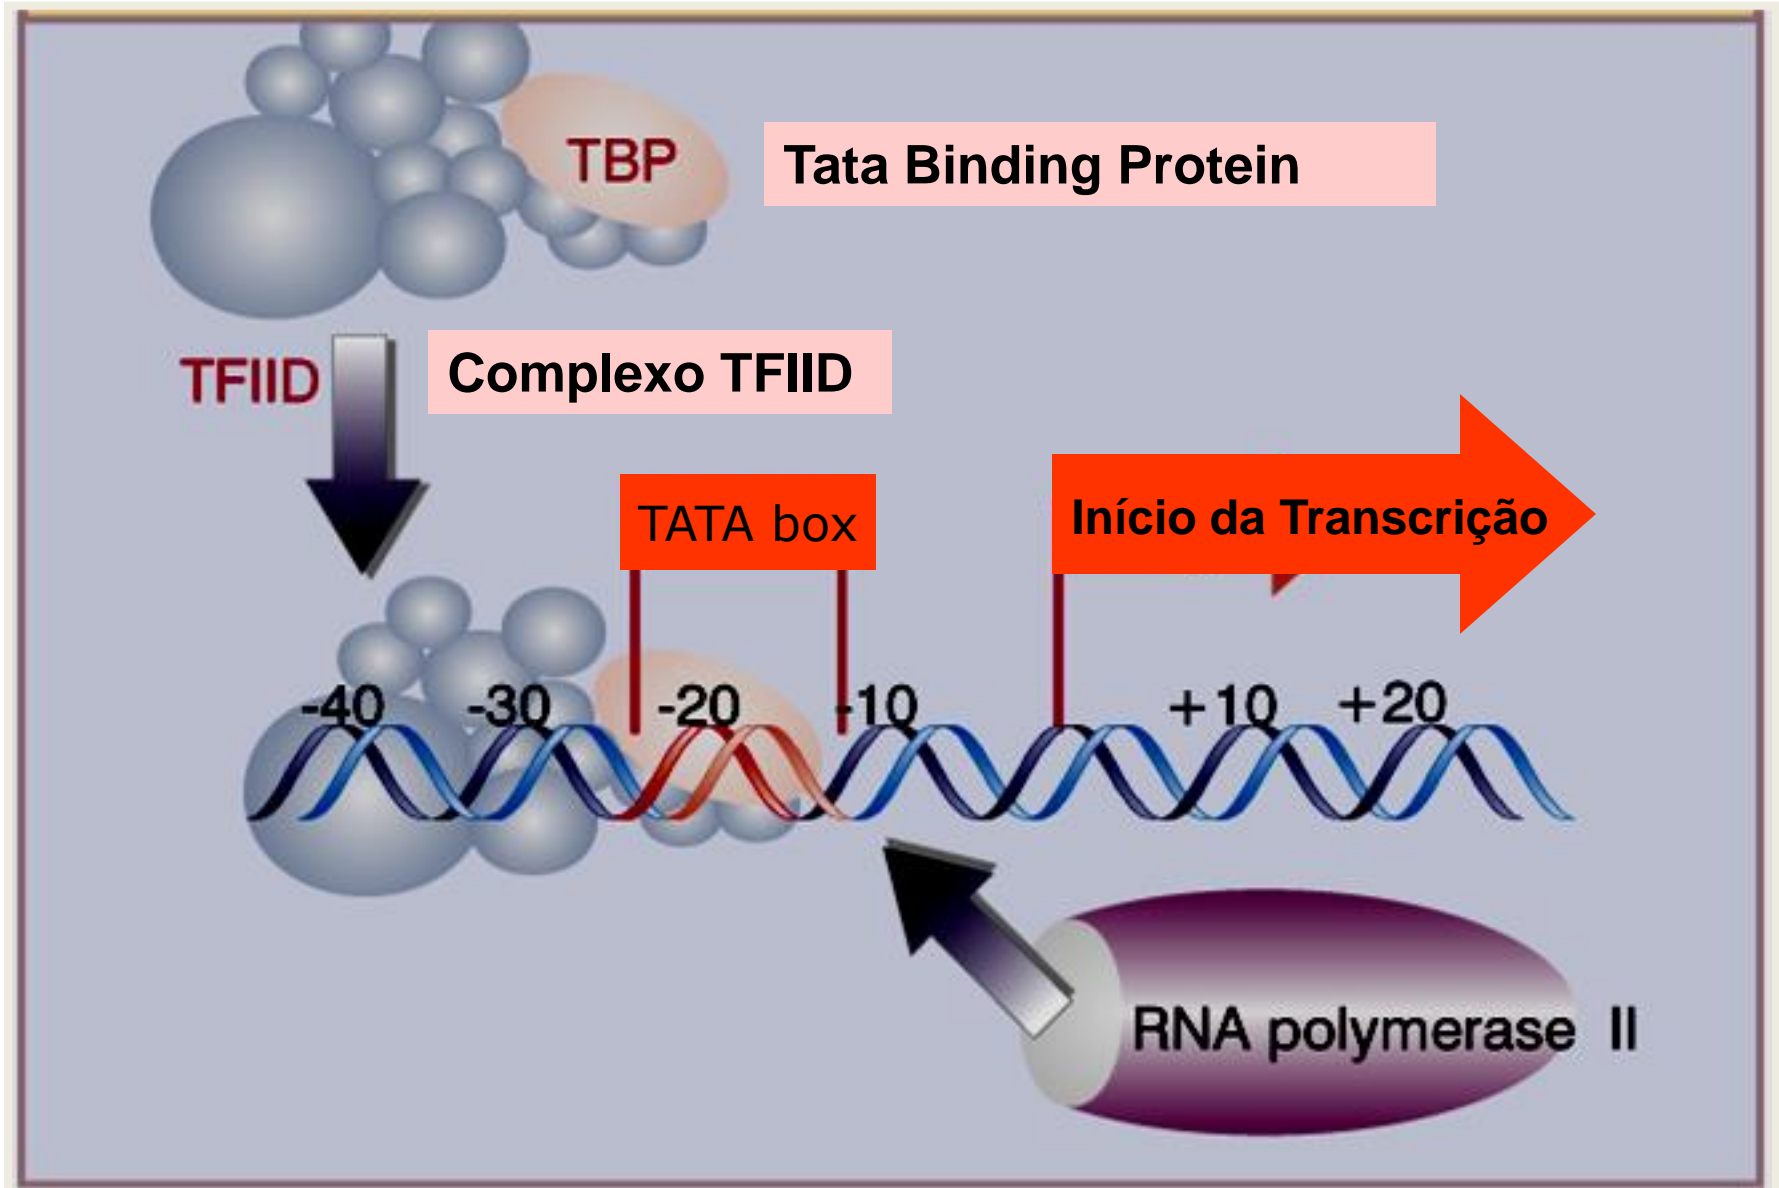 TBP
Tata Binding Protein
TFIID
Complexo TFIID
TATA box
Início da Transcrição
-40 -30 -20 -10 +10 +20
RNA polymerase II